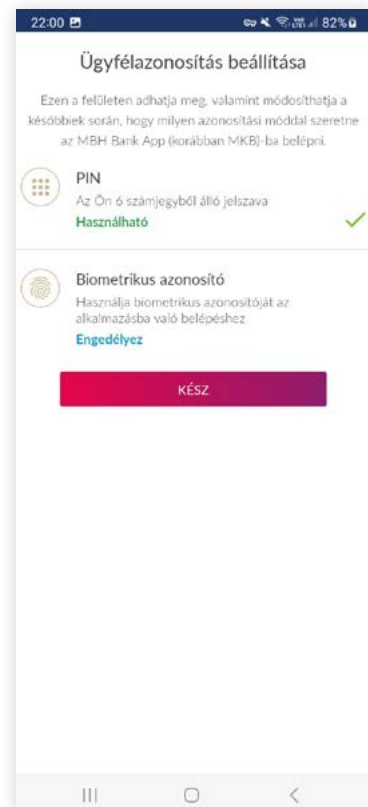 22:00 82%
Ügyfélazonosítás beállítása
Ezen a felületen adhatja meg, valamint módosíthatja a
későbbiek során, hogy milyen azonosítási móddal szeretne
az MBH Bank App (korábban MKB)-ba belépni.
PIN
Az Ön 6 számjegyből álló jelszava
Használható
Biometrikus azonosító
Használja biometrikus azonosítóját az
alkalmazásba való belépéshez
Engedélyez
KÉSZ